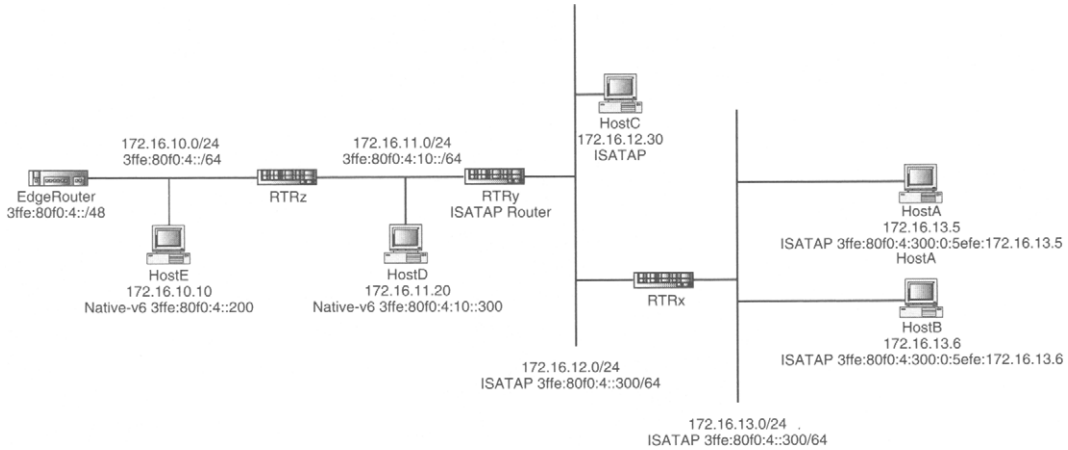 172.16.10.0/24
3ffe:80f0:4::/64
EdgeRouter
3ffe:80f0:4::/48
HostE
172.16.10.10
Native-v6 3ffe:80f0:4::200
RTRz
172.16.11.0/24
3ffe:80f0:4:10::/64
HostD
172.16.11.20
Native-v6 3ffe:80f0:4:10::300
RTRy
ISATAP Router
HostC
172.16.12.30
ISATAP
172.16.12.0/24
ISATAP 3ffe:80f0:4::300/64
RTRx
HostA
172.16.13.5
ISATAP 3ffe:80f0:4:300:0:5efe:172.16.13.5
HostA
HostB
172.16.13.6
ISATAP 3ffe:80f0:4:300:0:5efe:172.16.13.6
172.16.13.0/24
ISATAP 3ffe:80f0:4::300/64